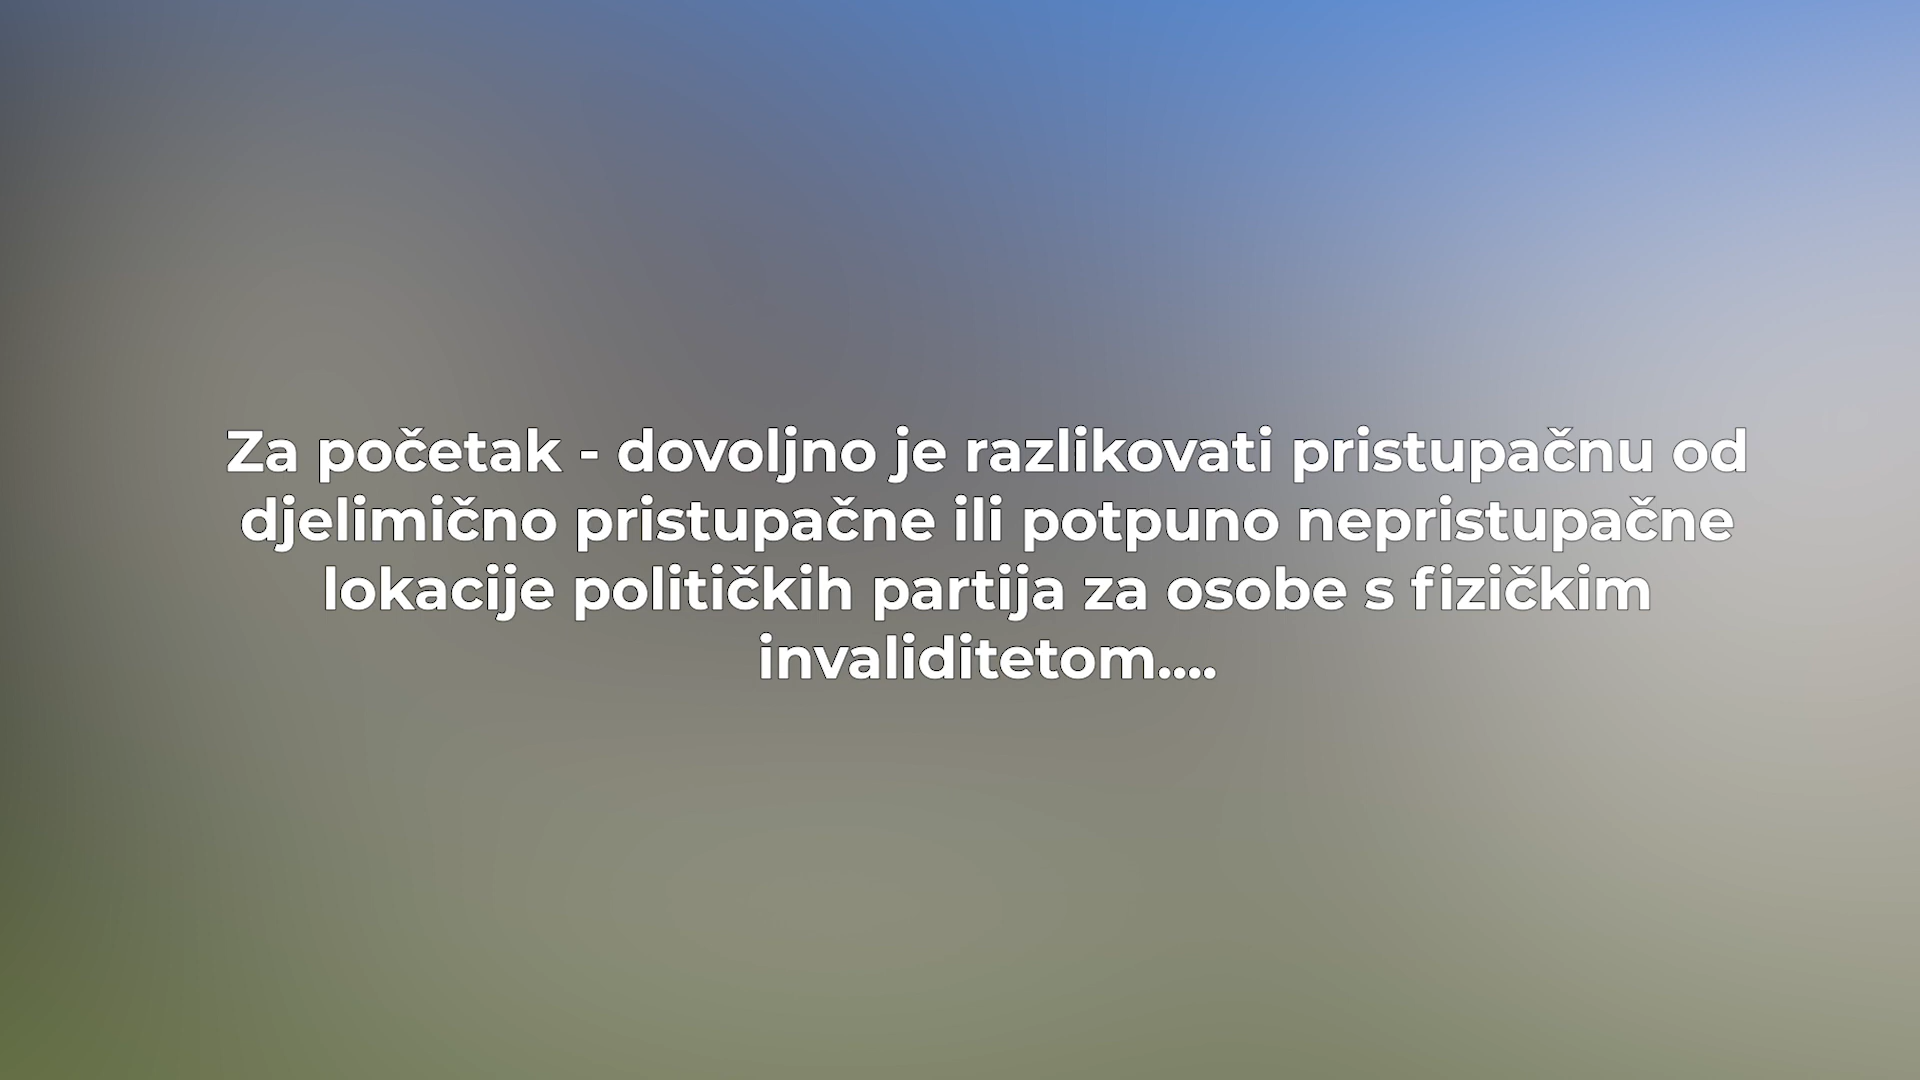 Za početak - dovoljno je razlikovati pristupačnu od
djelimično pristupačne ili potpuno nepristupačne
lokacije političkih partija za osobe s fizičkim
invaliditetom....